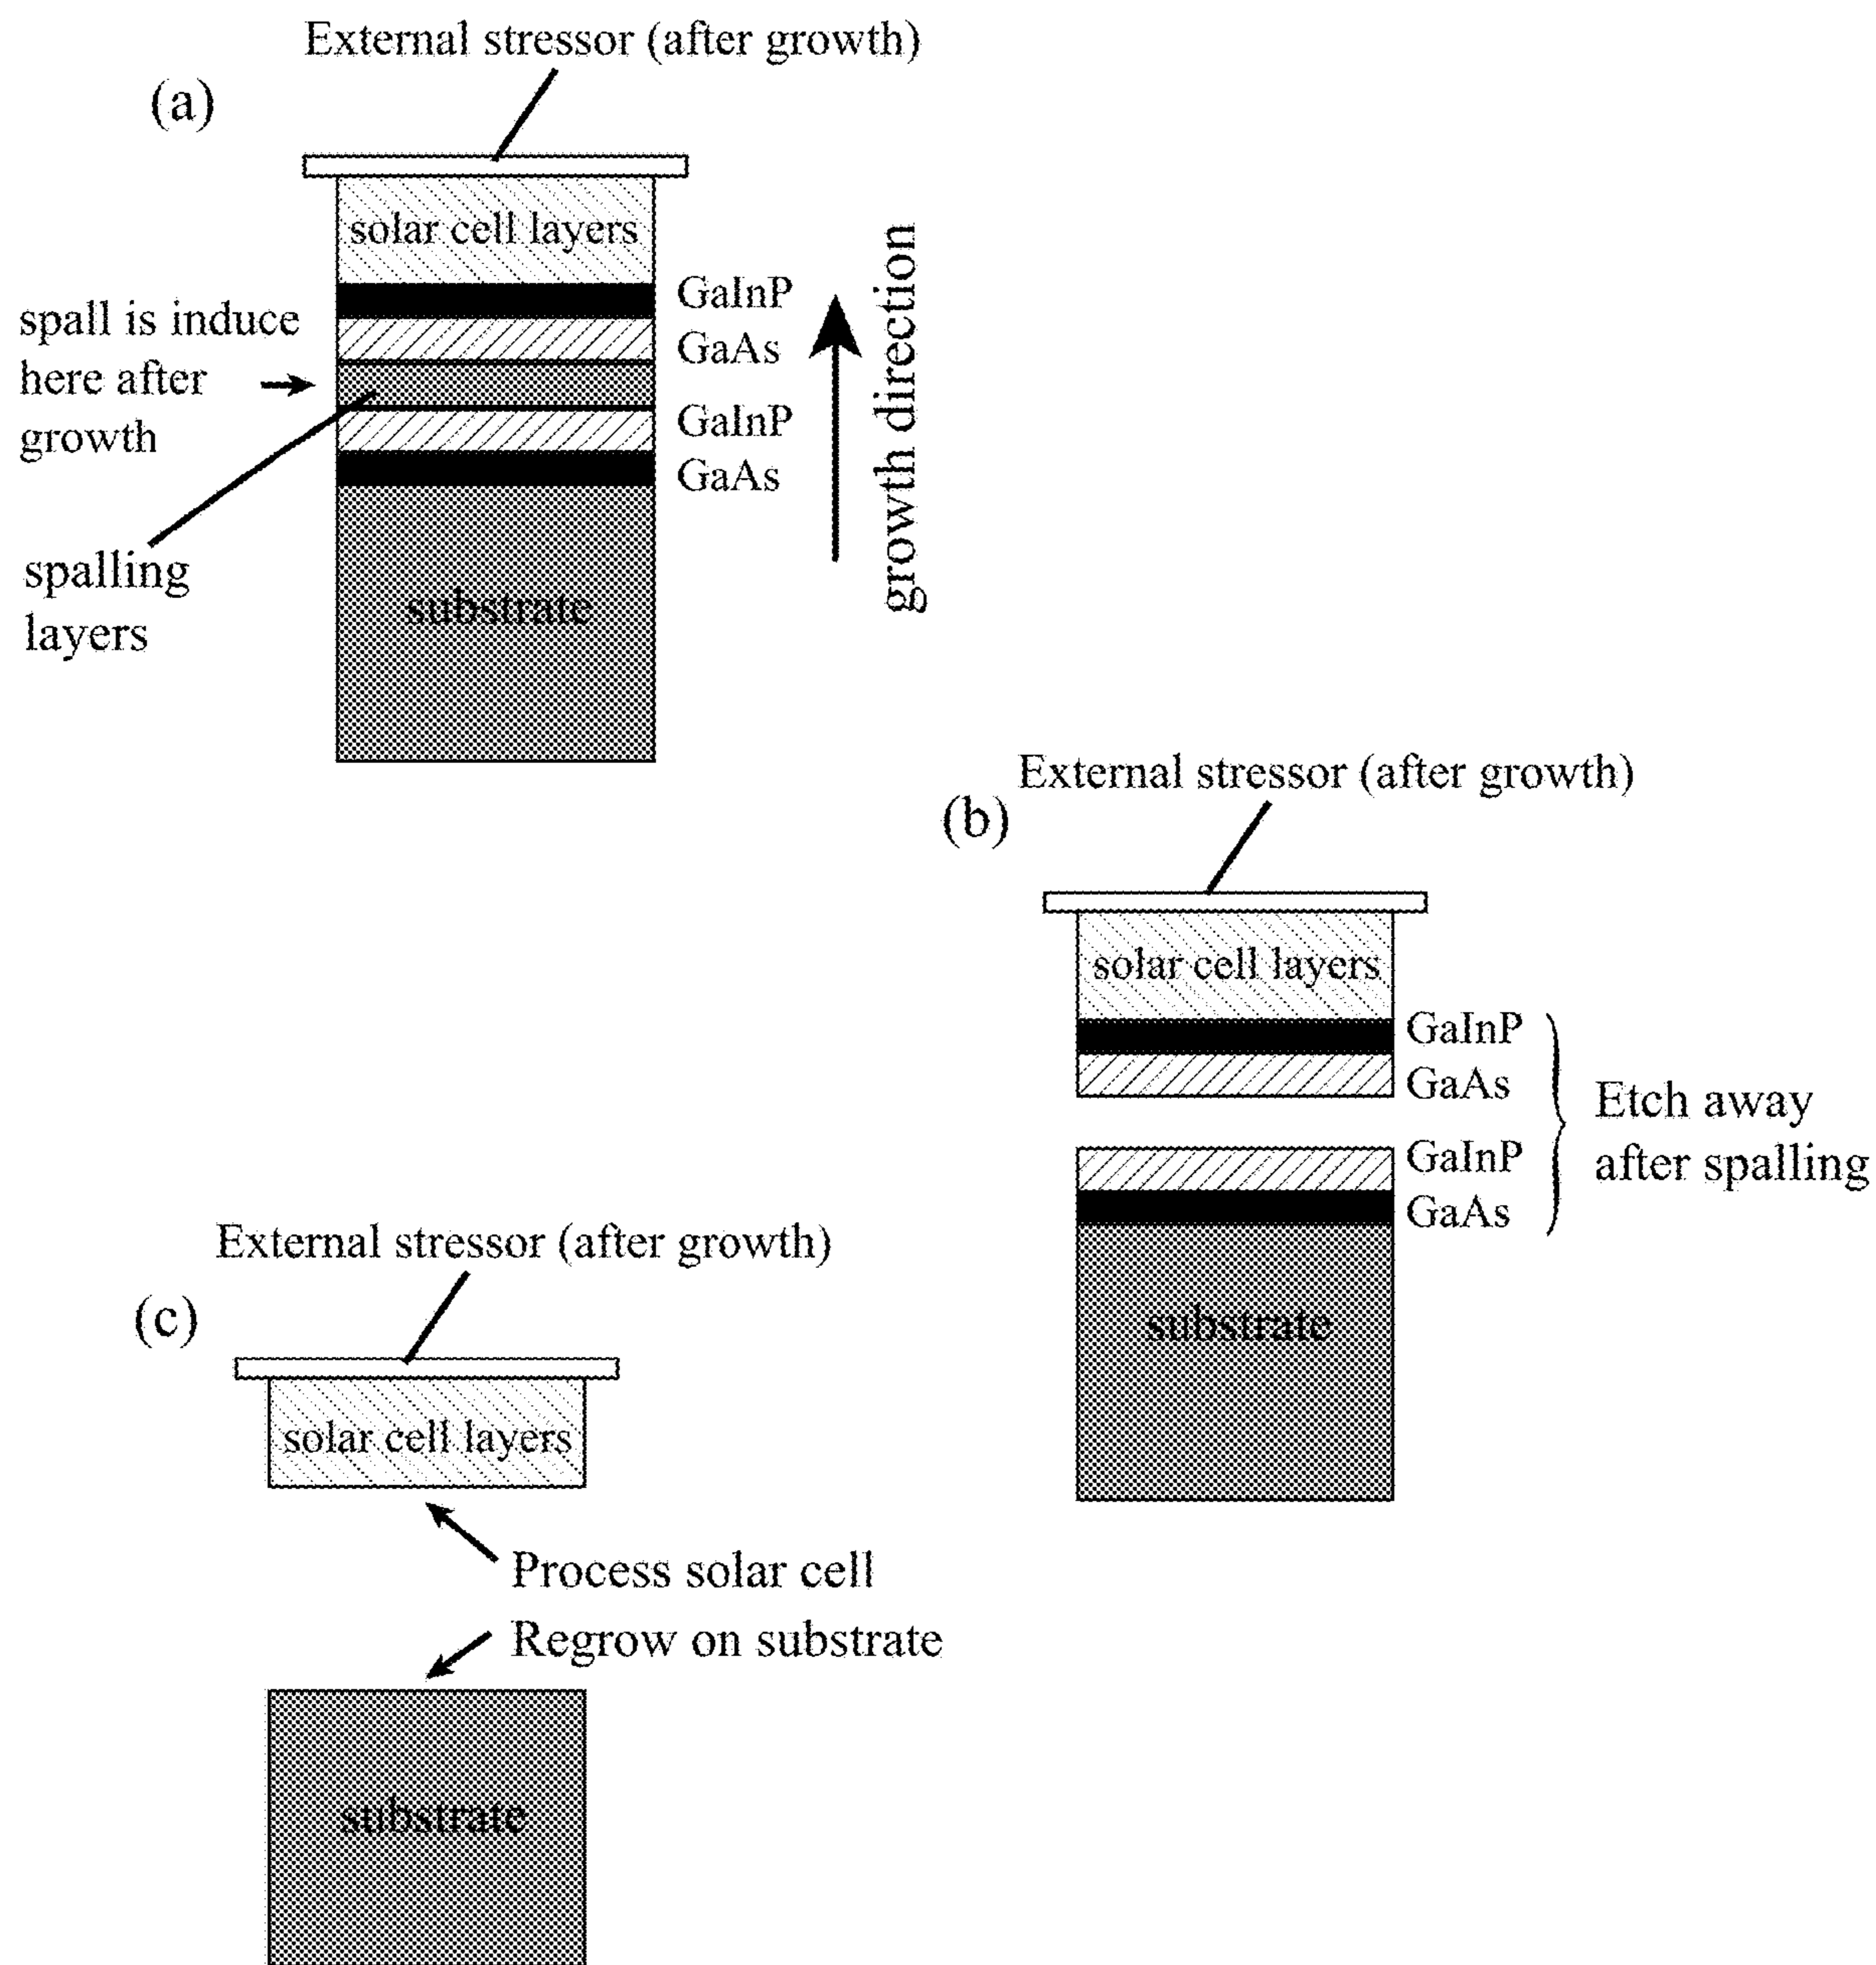 External stressor (after growth)
(a)
solar cell layers
GaInP
GaAs
spall is induce
here after
growth
GaInP
GaAs
growth direction
spalling
layers
substrate
External stressor (after growth)
(b)
solar cell layers
GaInP
GaAs
GaInP
GaAs
Etch away
after spalling
substrate
External stressor (after growth)
(c)
solar cell layers
Process solar cell
Regrow on substrate
substrate